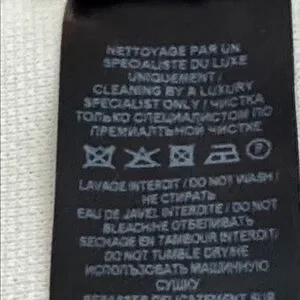 NETTOYAGE PAR UN
SPECIALISTE DU LUXE
UNIQUEMENT /
CLEANING BY A LUXURY
SPECIALIST ONLY / ЧИСТКА
ТОЛЬКО СПЕЦИАЛИСТОМ ПО
ПРЕМИАЛТЬНОЙ ЧИСТКЕ
P
LAVAGE INTERDIT / DO NOT WASH /
НЕ СТИРАТЬ
EAU DE JAVEL INTERDITE / DO NOT
BLEACH/НЕ ОТБЕЛИВАТЬ
SECHAGE EN TAMBOUR INTERDIT/
DO NOT TUMBLE DRY/НЕ
ИСПОЛЬЗОВАТЬ МАШИННУЮ
СУШКУ